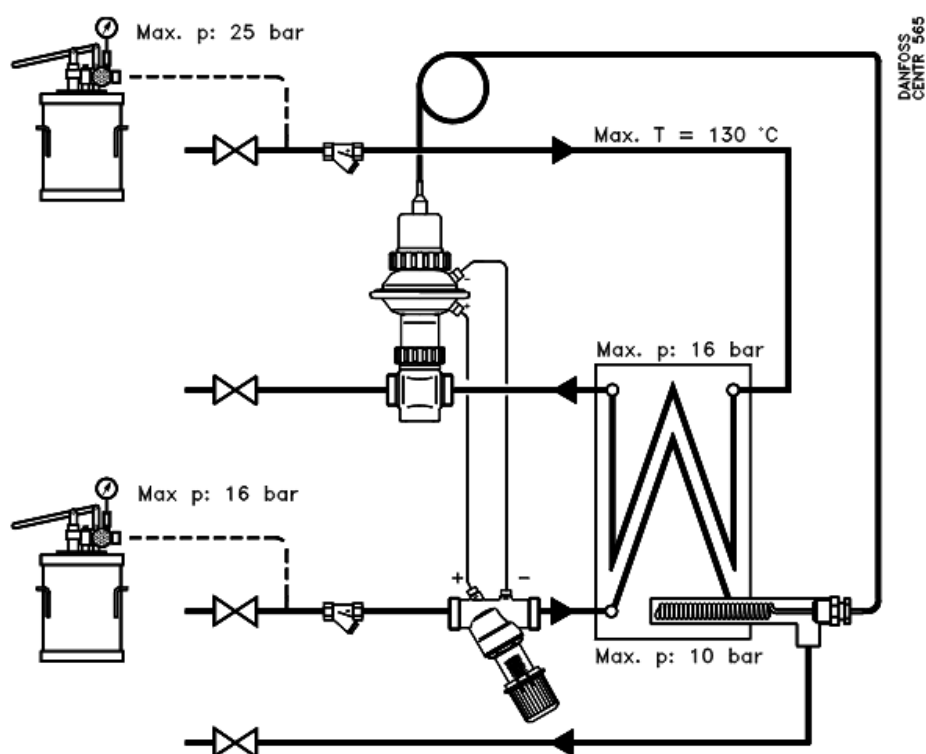 Max. p: 25 bar
DANFOSS
CENTR 565
Max. T = 130 °C
-
+
Max. p: 16 bar
Max p: 16 bar
+ -
Max. p: 10 bar